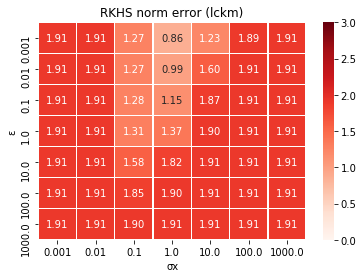 RKHS norm error (lckm)
0.001 1.91 1.91 1.27 0.86 1.23 1.89 1.91
0.01 1.91 1.91 1.27 0.99 1.60 1.91 1.91
0.1 1.91 1.91 1.28 1.15 1.87 1.91 1.91
1.0 1.91 1.91 1.31 1.37 1.90 1.91 1.91
10.0 1.91 1.91 1.58 1.82 1.91 1.91 1.91
100.0 1.91 1.91 1.85 1.90 1.91 1.91 1.91
1000.0 1.91 1.91 1.90 1.91 1.91 1.91 1.91
0.001 0.01 0.1 1.0 10.0 100.0 1000.0
σx
ε
3.0
2.5
2.0
1.5
1.0
0.5
0.0